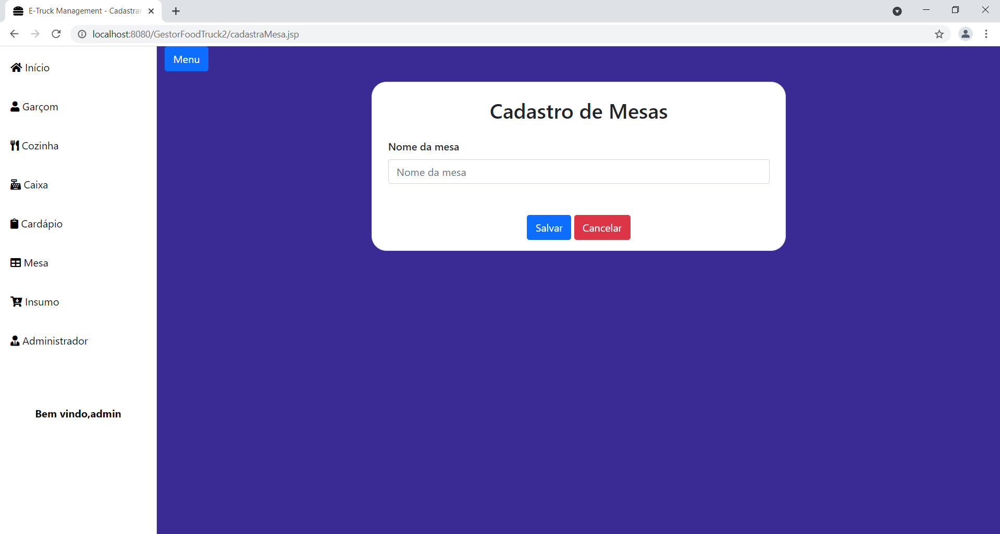 E-Truck Management - Cadastrar
localhost:8080/GestorFoodTruck2/cadastraMesa.jsp
Início
Garçom
Cozinha
Caixa
Cardápio
Mesa
Insumo
Administrador
Bem vindo,admin
Menu
Cadastro de Mesas
Nome da mesa
Nome da mesa
Salvar Cancelar